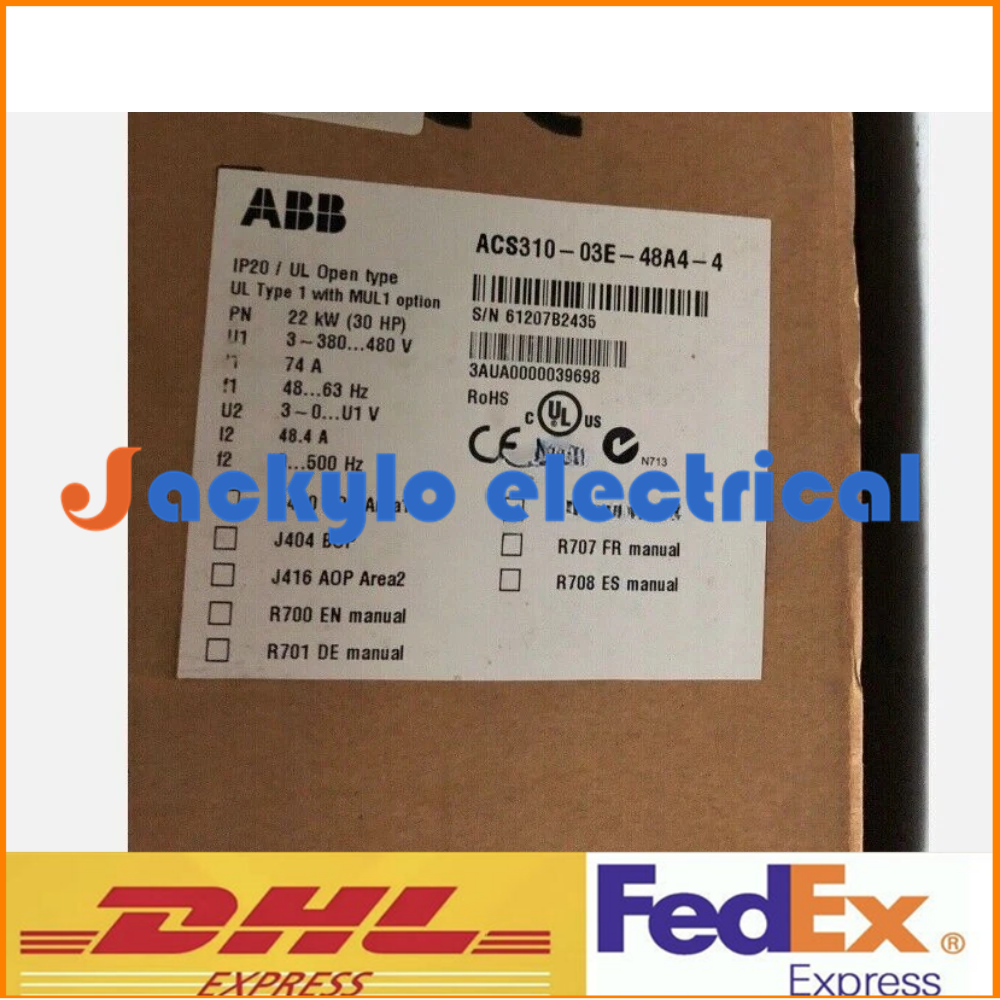 ABB
ACS310-03E-48A4-4
IP20 / UL Open type
UL Type 1 with MUL1 option
PN 22 kW (30 HP)
U1 3~380...480 V
74 A
f1 48...63 Hz
U2 3~0...U1 V
I2 48.4 A
f2 ...500 Hz
S/N 61207B2435
3AUA0000039698
RoHS
C UL US
CE
N713
Jackylo electrical
J404
J416 AOP Area2
R700 EN manual
R701 DE manual
R707 FR manual
R708 ES manual
DHL
EXPRESS
FedEx®
Express